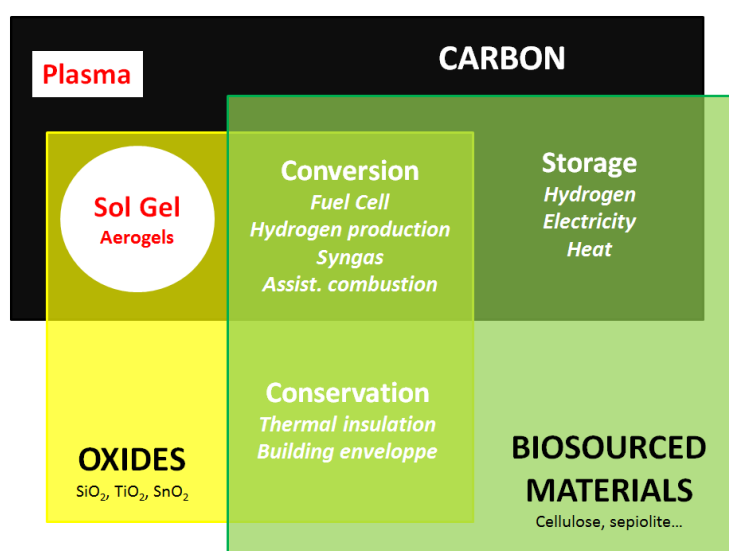 CARBON
Plasma
Sol Gel
Aerogels
Conversion
Fuel Cell
Hydrogen production
Syngas
Assist. combustion
Storage
Hydrogen
Electricity
Heat
Conservation
Thermal insulation
Building enveloppe
OXIDES
SiO₂, TiO₂, SnO₂
BIOSOURCED
MATERIALS
Cellulose, sepiolite...